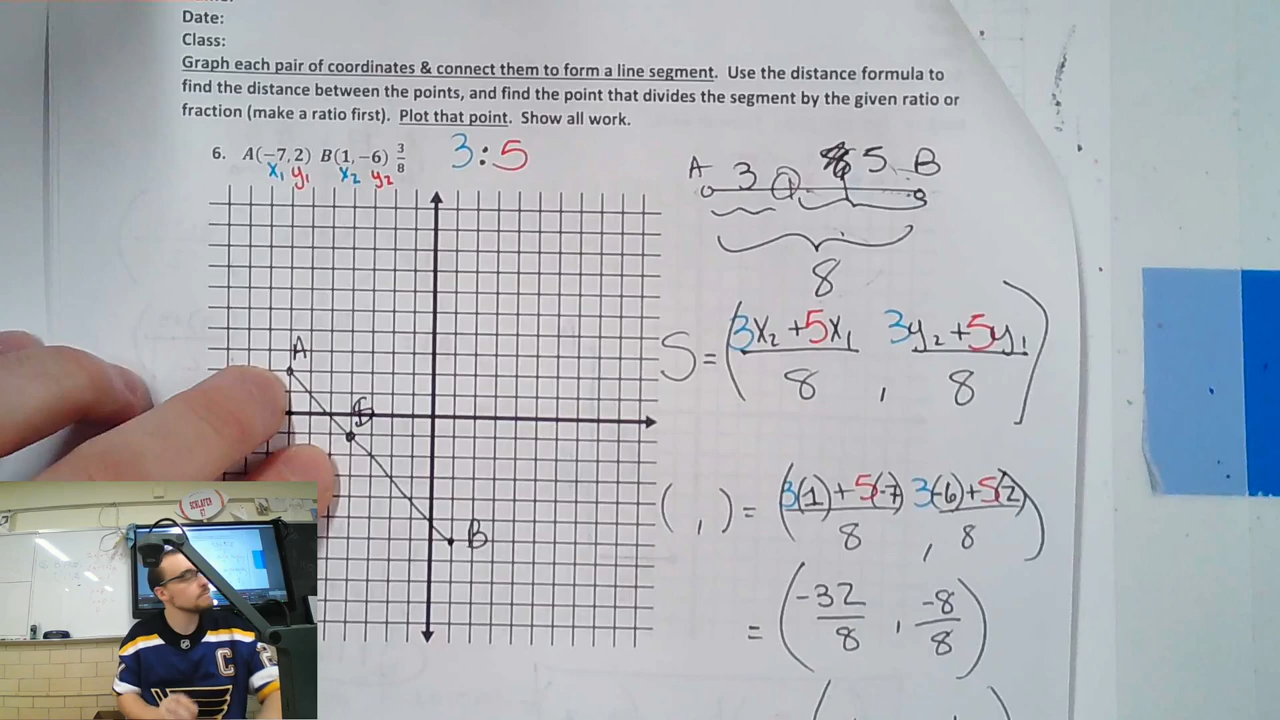 Date:
Class:
Graph each pair of coordinates & connect them to form a line segment. Use the distance formula to
find the distance between the points, and find the point that divides the segment by the given ratio or
fraction (make a ratio first). Plot that point. Show all work.
6. A(−7,2) B(1,−6) 3/8 3:5
x₁ y₁ x₂ y₂
A 3 5 B
8
S = (3x₂+5x₁/8, 3y₂+5y₁/8)
( , ) = (3(1)+5(-7)/8, 3(-6)+5(2)/8)
= (-32/8, -8/8)
A
S
B
C